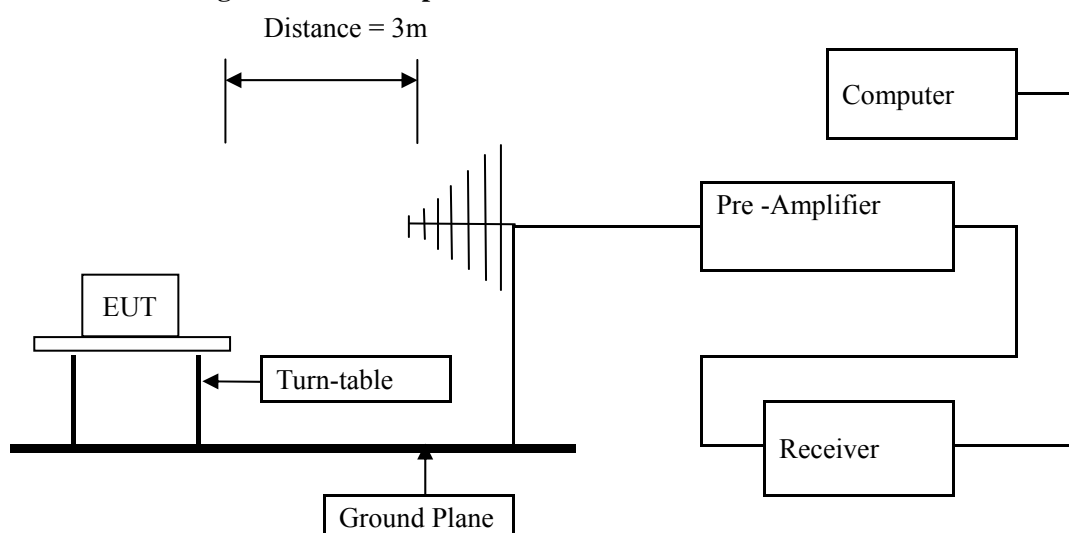 Distance = 3m
Computer
Pre -Amplifier
EUT
Turn-table
Receiver
Ground Plane